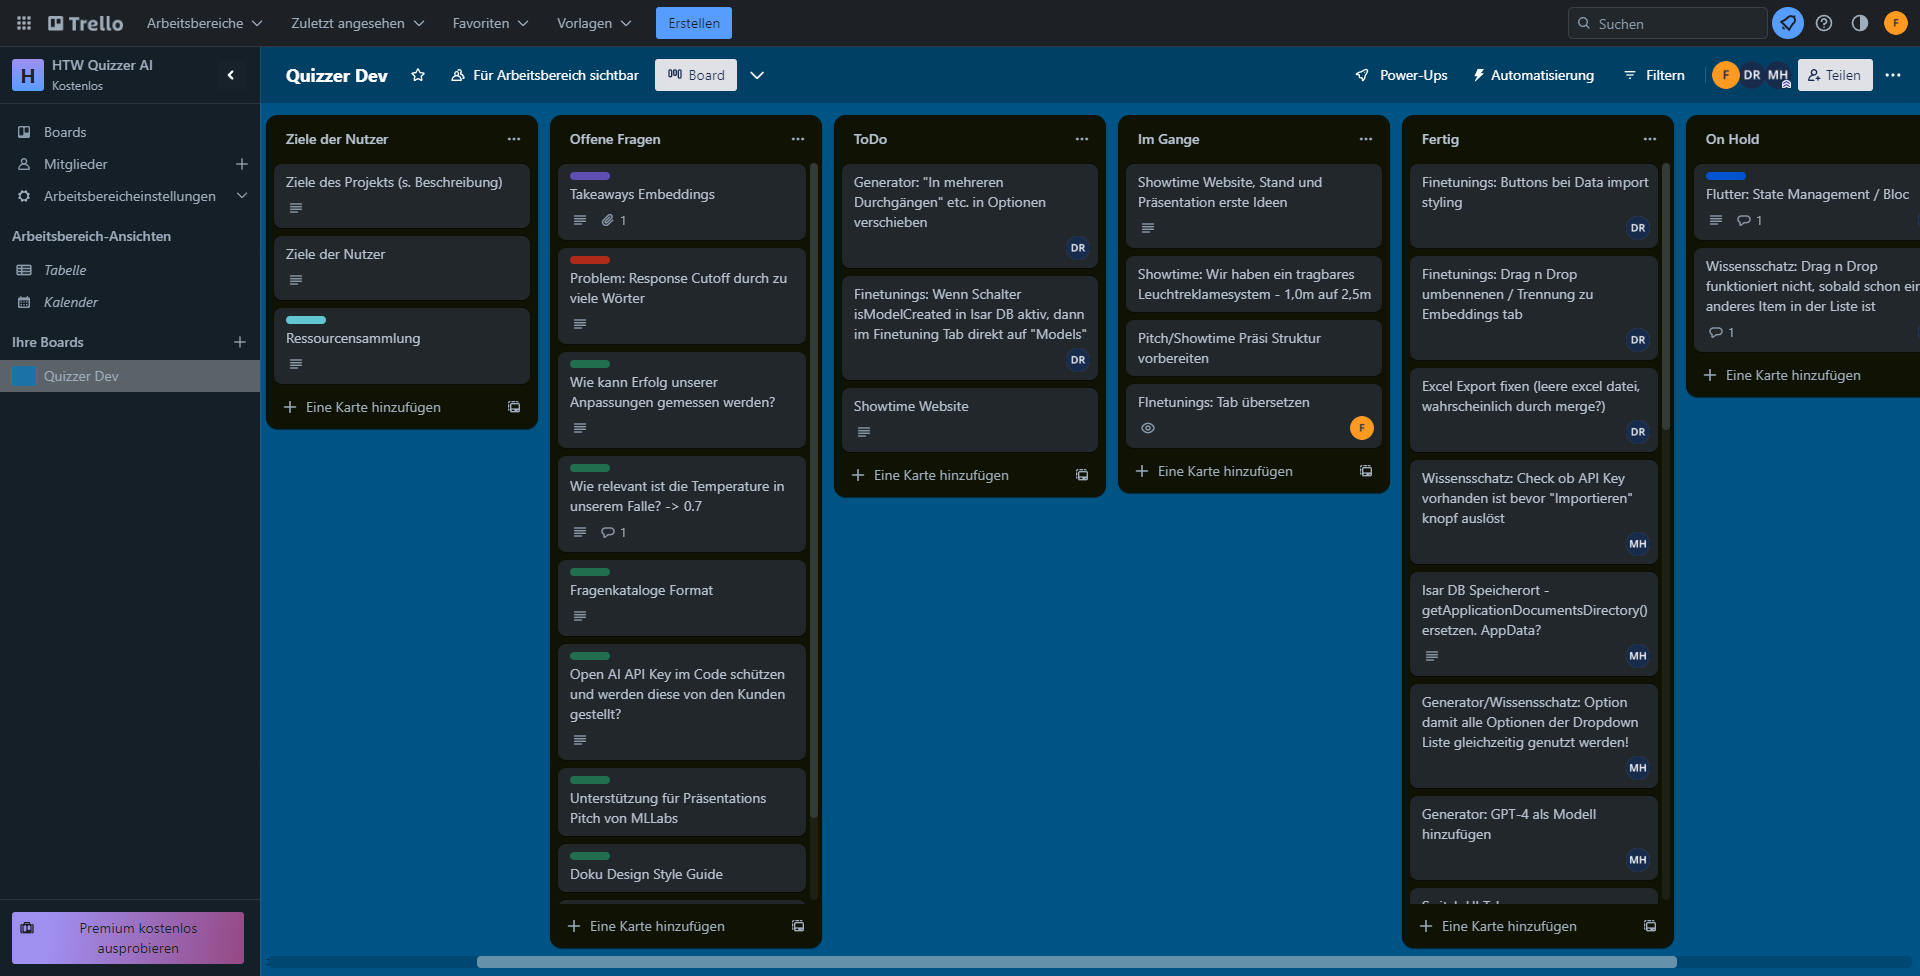 Trello
Arbeitsbereiche
Zuletzt angesehen
Favoriten
Vorlagen
Erstellen
Suchen
F
H
HTW Quizzer AI
Kostenlos
Quizzer Dev
Für Arbeitsbereich sichtbar
Board
Power-Ups
Automatisierung
Filtern
F
DR
MH
Teilen
Boards
Mitglieder
Arbeitsbereicheinstellungen
Arbeitsbereich-Ansichten
Tabelle
Kalender
Ihre Boards
Quizzer Dev
Premium kostenlos
ausprobieren
Ziele der Nutzer
Ziele des Projekts (s. Beschreibung)
Ziele der Nutzer
Ressourcensammlung
Eine Karte hinzufügen
Offene Fragen
Takeaways Embeddings
1
Problem: Response Cutoff durch zu
viele Wörter
Wie kann Erfolg unserer
Anpassungen gemessen werden?
Wie relevant ist die Temperature in
unserem Falle? -> 0.7
1
Fragenkataloge Format
Open AI API Key im Code schützen
und werden diese von den Kunden
gestellt?
Unterstützung für Präsentations
Pitch von MLLabs
Doku Design Style Guide
Eine Karte hinzufügen
ToDo
Generator: "In mehreren
Durchgängen" etc. in Optionen
verschieben
DR
Finetunings: Wenn Schalter
isModelCreated in Isar DB aktiv, dann
im Finetuning Tab direkt auf "Models"
DR
Showtime Website
Eine Karte hinzufügen
Im Gange
Showtime Website, Stand und
Präsentation erste Ideen
Showtime: Wir haben ein tragbares
Leuchtreklamesystem - 1,0m auf 2,5m
Pitch/Showtime Präsi Struktur
vorbereiten
FInetunings: Tab übersetzen
F
Eine Karte hinzufügen
Fertig
Finetunings: Buttons bei Data import
styling
DR
Finetunings: Drag n Drop
umbennenen / Trennung zu
Embeddings tab
DR
Excel Export fixen (leere excel datei,
wahrscheinlich durch merge?)
DR
Wissensschatz: Check ob API Key
vorhanden ist bevor "Importieren"
knopf auslöst
MH
Isar DB Speicherort -
getApplicationDocumentsDirectory()
ersetzen. AppData?
MH
Generator/Wissensschatz: Option
damit alle Optionen der Dropdown
Liste gleichzeitig genutzt werden!
MH
Generator: GPT-4 als Modell
hinzufügen
MH
Eine Karte hinzufügen
On Hold
Flutter: State Management / Bloc
1
Wissensschatz: Drag n Drop
funktioniert nicht, sobald schon ein
anderes Item in der Liste ist
1
Eine Karte hinzufügen